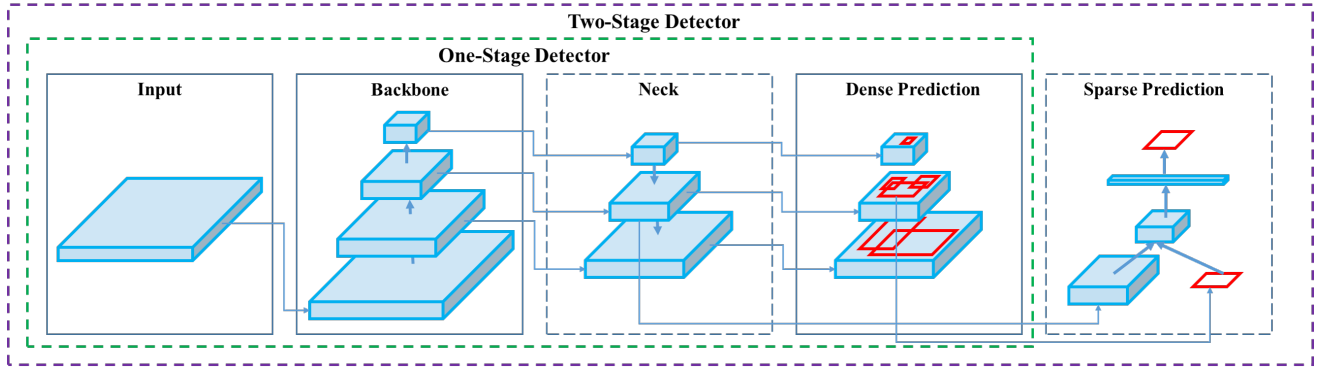 Two-Stage Detector
One-Stage Detector
Input
Backbone
Neck
Dense Prediction
Sparse Prediction